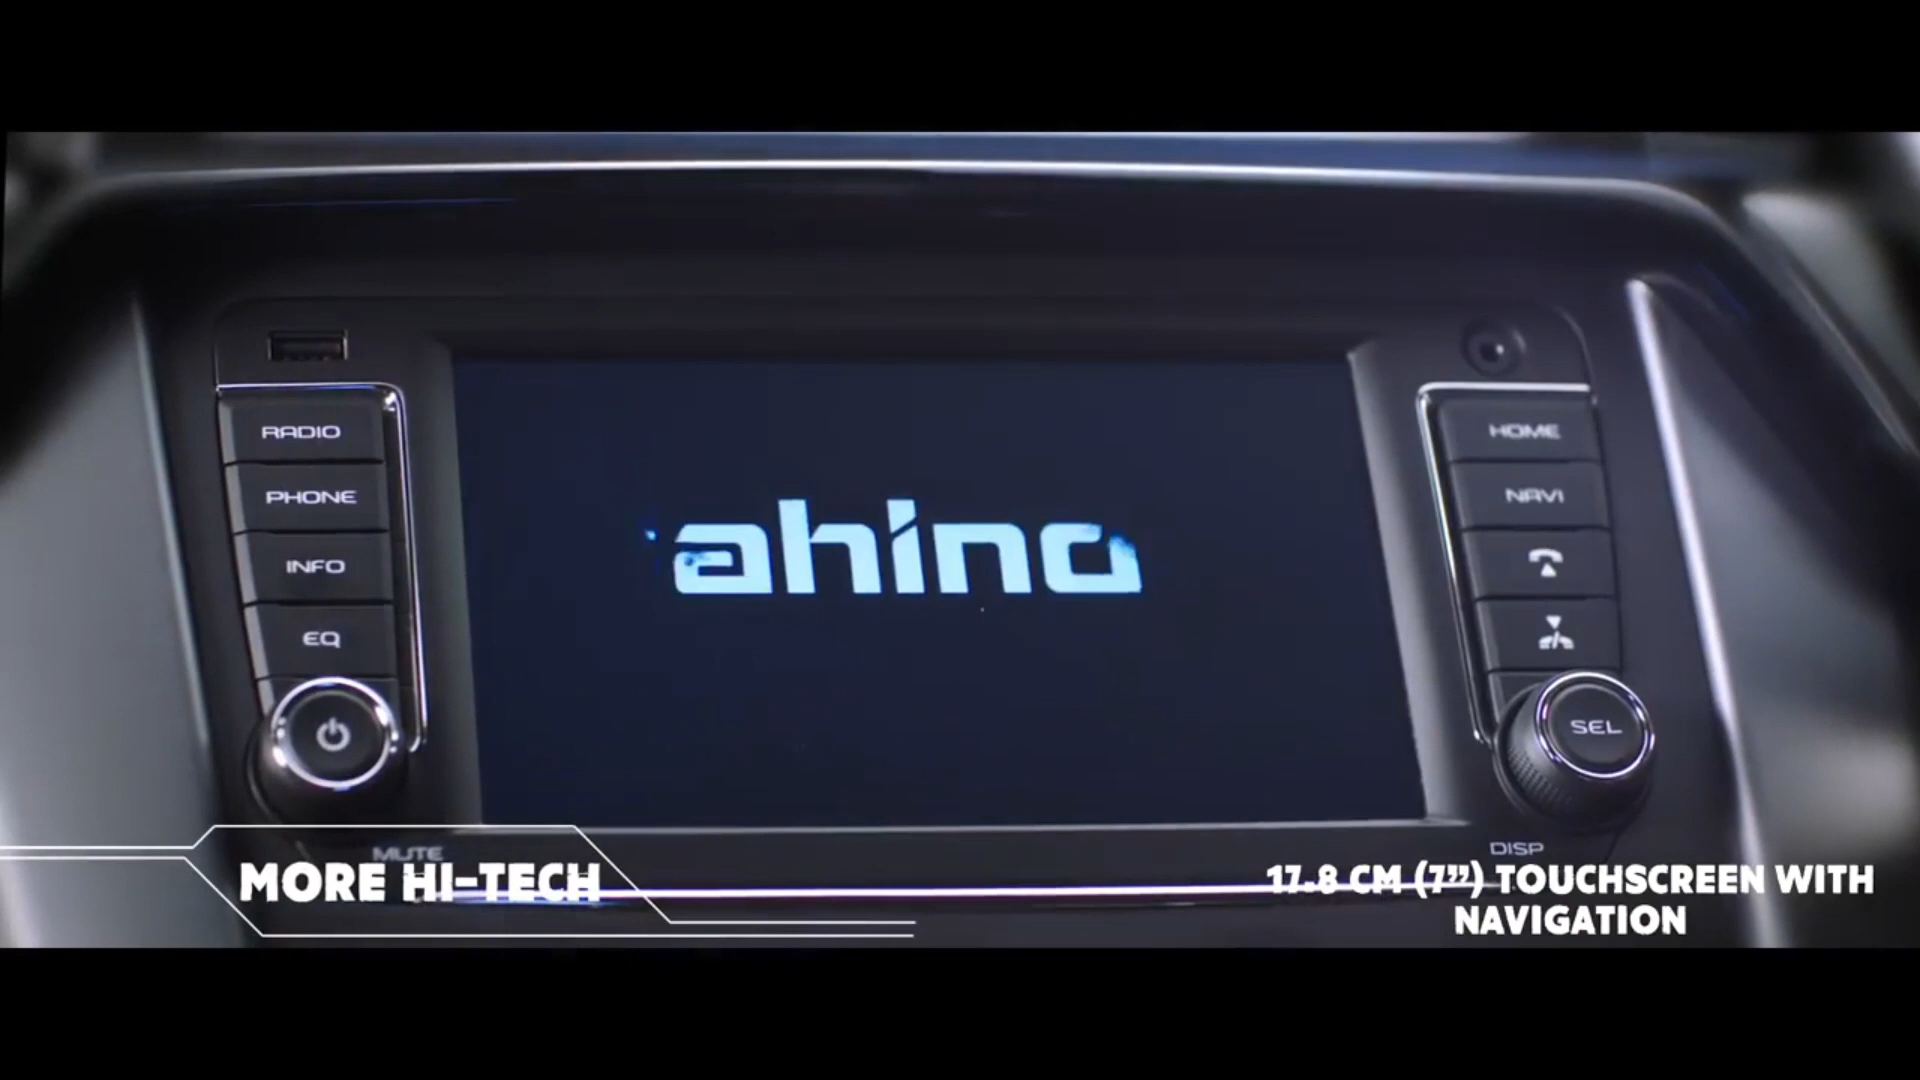 RADIO
PHONE
INFO
EQ
MUTE
ahind
HOME
NAVI
SEL
DISP
MORE HI-TECH
17.8 CM (7”) TOUCHSCREEN WITH
NAVIGATION